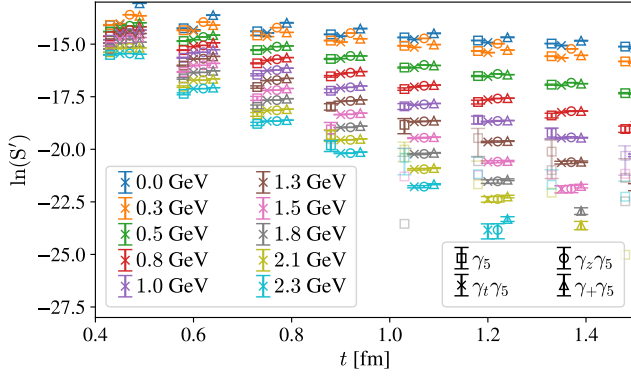 ln(S′)
−15.0
−17.5
−20.0
−22.5
−25.0
−27.5
0.0 GeV
0.3 GeV
0.5 GeV
0.8 GeV
1.0 GeV
1.3 GeV
1.5 GeV
1.8 GeV
2.1 GeV
2.3 GeV
γ₅
γₜγ₅
γ_zγ₅
γ₊γ₅
0.4 0.6 0.8 1.0 1.2 1.4
t [fm]